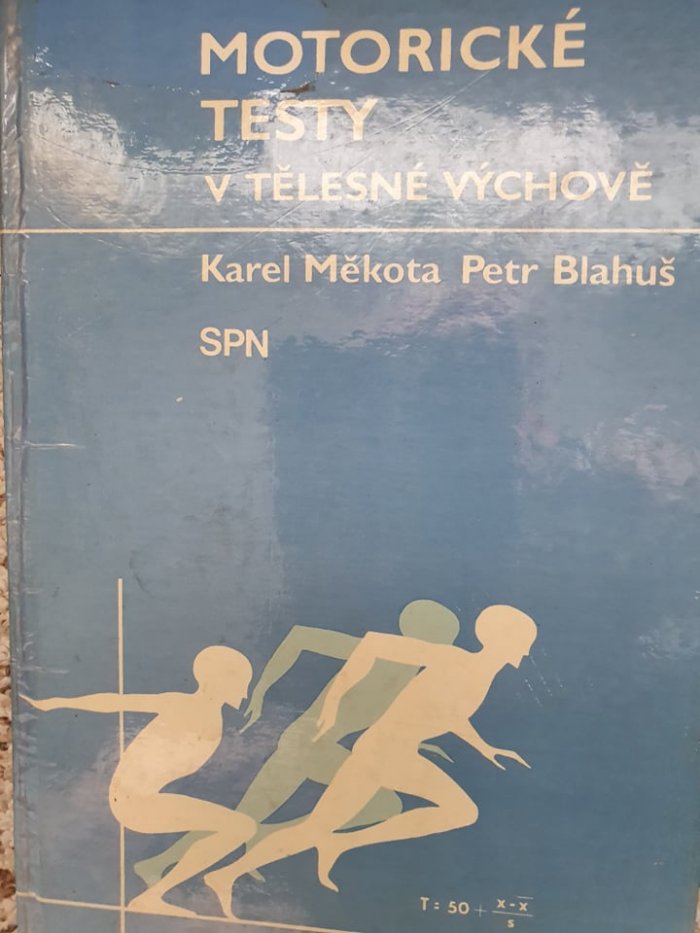 MOTORICKÉ
TESTY
V TĚLESNÉ VÝCHOVĚ
Karel Měkota Petr Blahuš
SPN
T = 50 + x - x̄
s